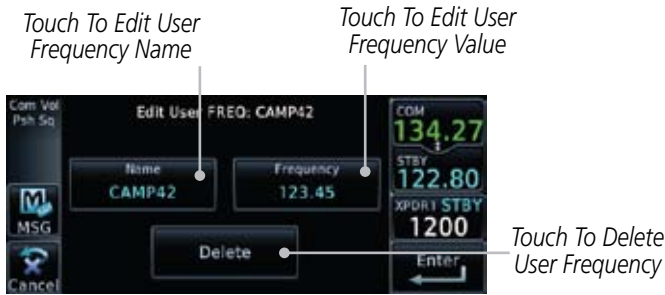 Touch To Edit User
Frequency Name
Touch To Edit User
Frequency Value
Com Vol
Psh Sq
Edit User FREQ: CAMP42
COM
134.27
STBY
122.80
Name
CAMP42
Frequency
123.45
MSG
XPDR1 STBY
1200
Delete
Cancel
Enter
Touch To Delete
User Frequency